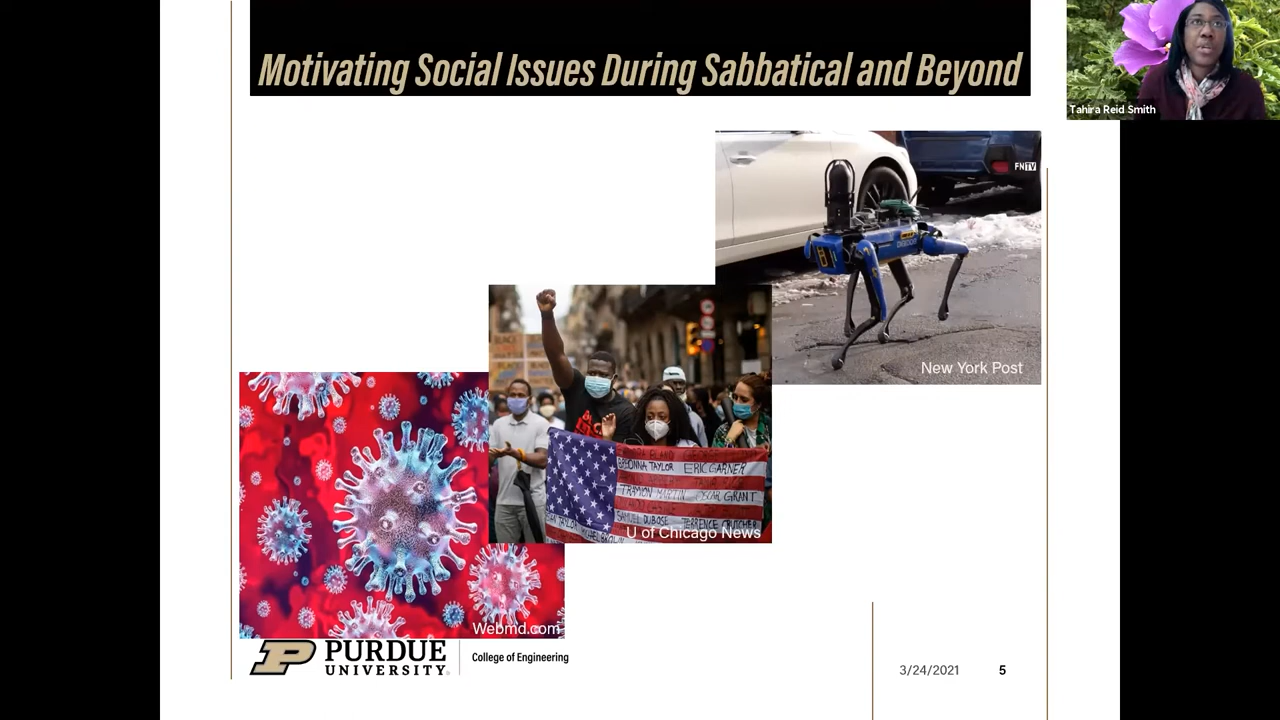 Motivating Social Issues During Sabbatical and Beyond
Tahira Reid Smith
FNTV
New York Post
BREONNA TAYLOR ERIC GARNER
TRAYVON MARTIN OSCAR GRANT
SAMUEL DUBOSE TERRENCE CRUTCHER
U of Chicago News
Webmd.com
PURDUE
UNIVERSITY
College of Engineering
3/24/2021
5